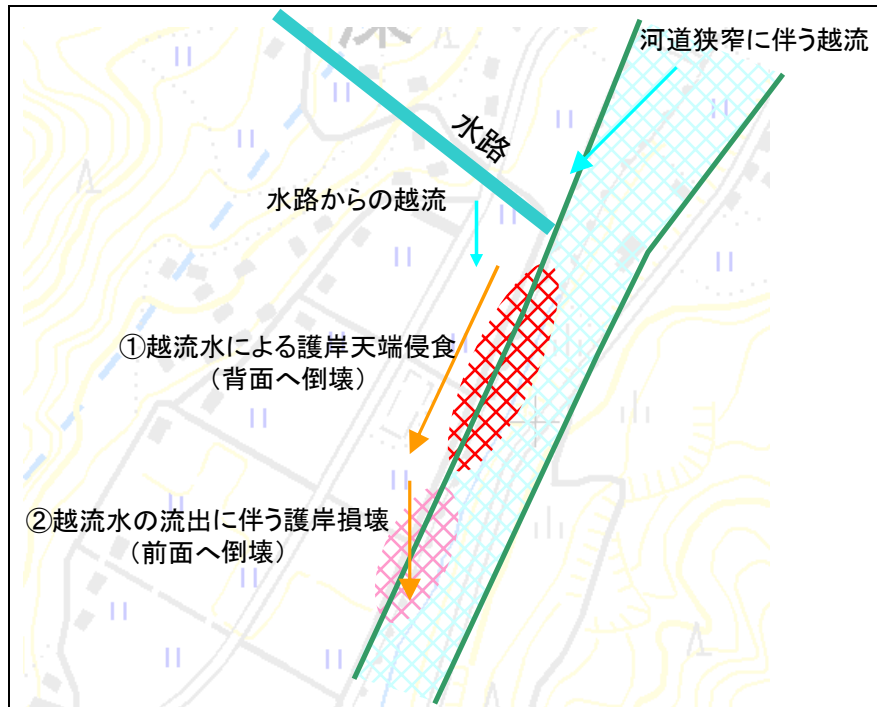 河道狭窄に伴う越流
水路
水路からの越流
①越流水による護岸天端侵食
(背面へ倒壊)
②越流水の流出に伴う護岸損壊
(前面へ倒壊)